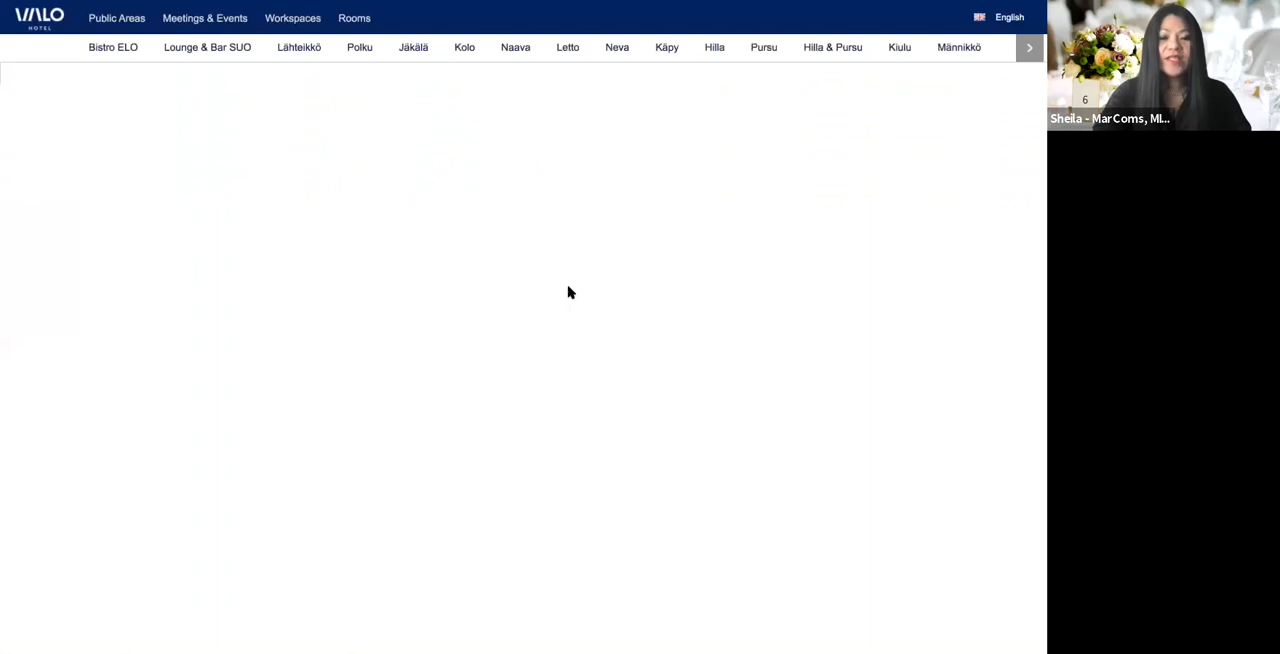 VALO
HOTEL
Public Areas Meetings & Events Workspaces Rooms English
Bistro ELO Lounge & Bar SUO Lähteikkö Polku Jäkälä Kolo Naava Letto Neva Käpy Hilla Pursu Hilla & Pursu Kiulu Männikkö
6
Sheila - MarComs, MI...